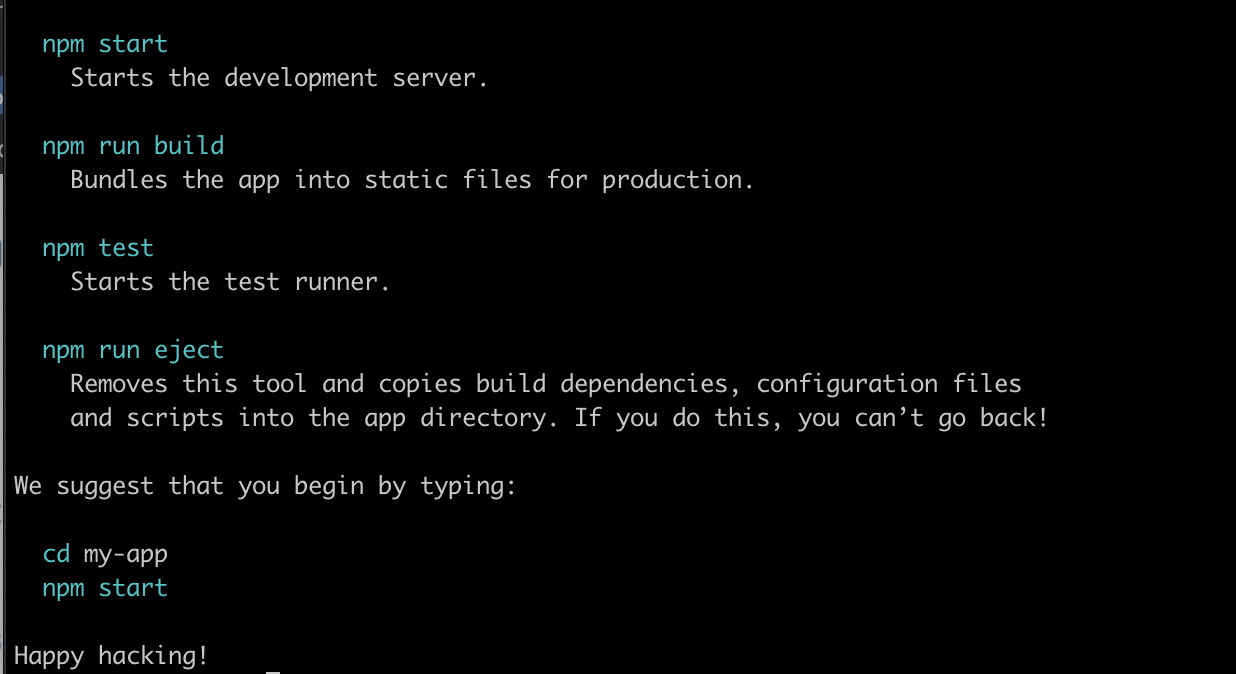 npm start
Starts the development server.
npm run build
Bundles the app into static files for production.
npm test
Starts the test runner.
npm run eject
Removes this tool and copies build dependencies, configuration files
and scripts into the app directory. If you do this, you can’t go back!
We suggest that you begin by typing:
cd my-app
npm start
Happy hacking!